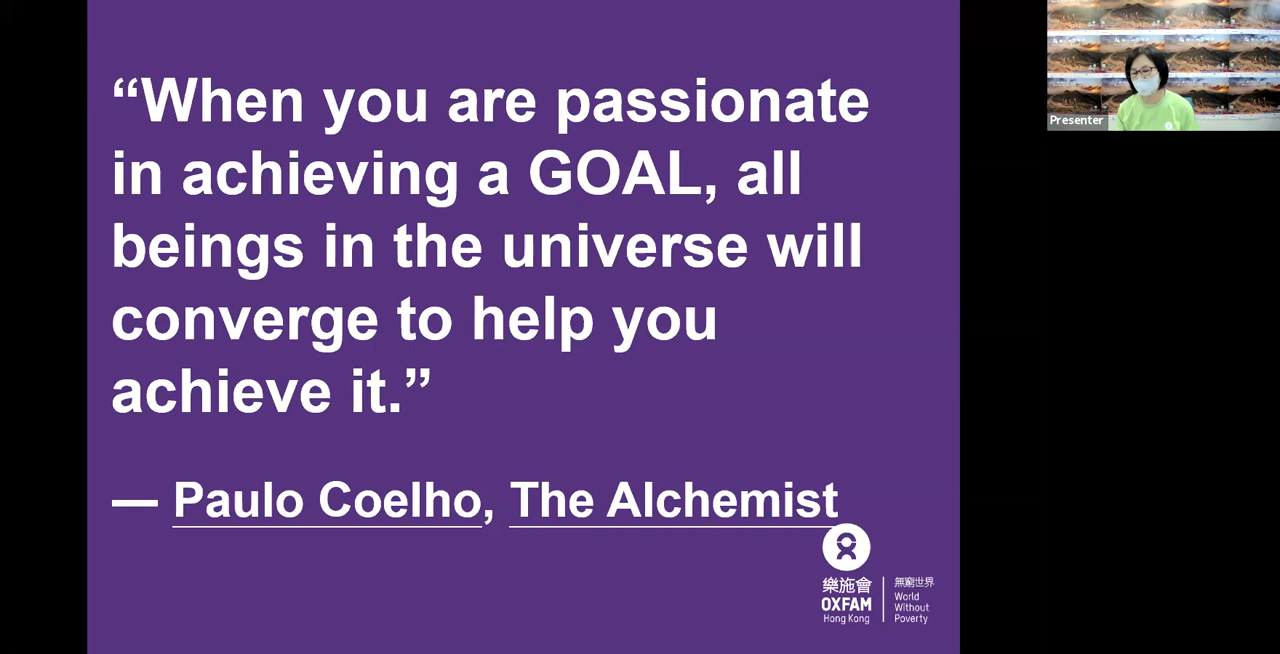 “When you are passionate
in achieving a GOAL, all
beings in the universe will
converge to help you
achieve it.”
— Paulo Coelho, The Alchemist
樂施會
OXFAM
Hong Kong
無窮世界
World
Without
Poverty
Presenter